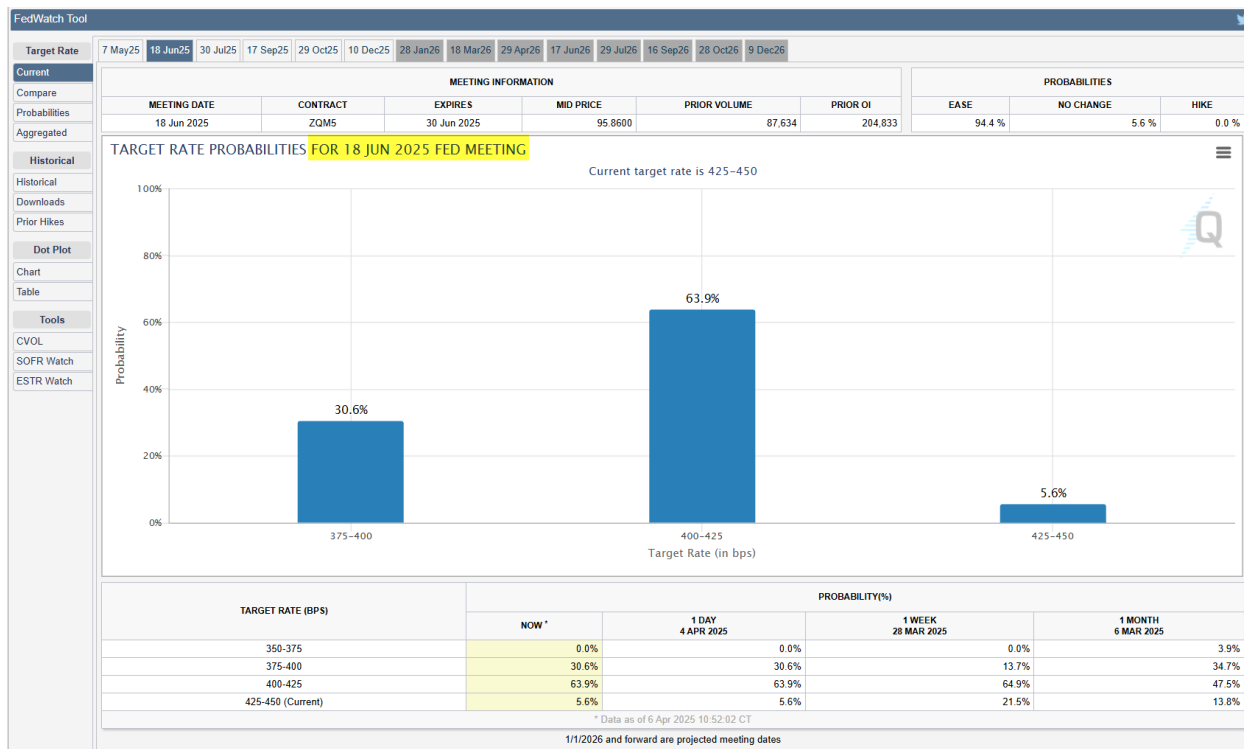 FedWatch Tool
Target Rate
Current
Compare
Probabilities
Aggregated
Historical
Historical
Downloads
Prior Hikes
Dot Plot
Chart
Table
Tools
CVOL
SOFR Watch
ESTR Watch
7 May25 18 Jun25 30 Jul25 17 Sep25 29 Oct25 10 Dec25 28 Jan26 18 Mar26 29 Apr26 17 Jun26 29 Jul26 16 Sep26 28 Oct26 9 Dec26
MEETING INFORMATION
MEETING DATE CONTRACT EXPIRES MID PRICE PRIOR VOLUME PRIOR OI
18 Jun 2025 ZQM5 30 Jun 2025 95.8600 87,634 204,833
PROBABILITIES
EASE NO CHANGE HIKE
94.4 % 5.6 % 0.0 %
TARGET RATE PROBABILITIES FOR 18 JUN 2025 FED MEETING
Current target rate is 425-450
Q
Probability
100%
80%
60%
40%
20%
0%
30.6%
63.9%
5.6%
375-400 400-425 425-450
Target Rate (in bps)
TARGET RATE (BPS) PROBABILITY(%)
NOW * 1 DAY 1 WEEK 1 MONTH
4 APR 2025 28 MAR 2025 6 MAR 2025
350-375 0.0% 0.0% 0.0% 3.9%
375-400 30.6% 30.6% 13.7% 34.7%
400-425 63.9% 63.9% 64.9% 47.5%
425-450 (Current) 5.6% 5.6% 21.5% 13.8%
* Data as of 6 Apr 2025 10:52:02 CT
1/1/2026 and forward are projected meeting dates